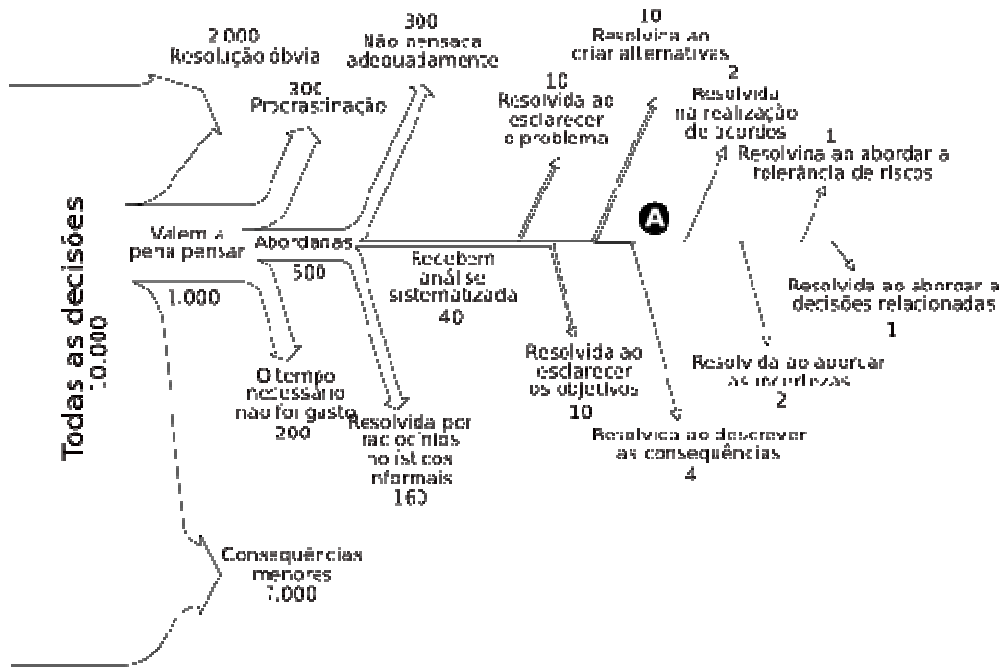 2.000
Resolução óbvia
300
Procrastinação
300
Não pensada
adequadamente
10
Resolvida ao
esclarecer
o problema
10
Resolvida ao
criar alternativas
2
Resolvida
na realização
de acordos
1
Resolvida ao abordar a
tolerância de riscos
A
Todas as decisões
10.000
Valem a
pena pensar
1.000
Abordadas
500
Recebem
análise
sistematizada
40
Resolvida ao abordar a
decisões relacionadas
1
O tempo
necessário
não foi gasto
200
Resolvida por
raciocínios
holísticos
informais
160
Resolvida ao
esclarecer
os objetivos
10
Resolvida ao abordar
as incertezas
2
Resolvida ao descrever
as consequências
4
Consequências
menores
7.000